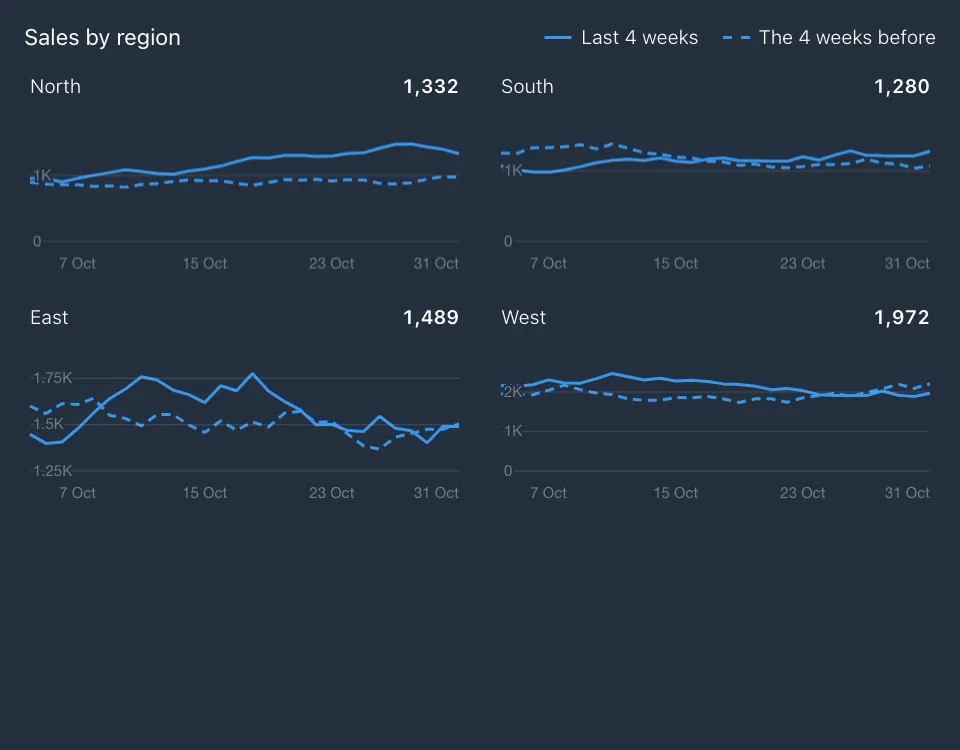 Sales by region
Last 4 weeks
The 4 weeks before
North 1,332
1K
0
7 Oct 15 Oct 23 Oct 31 Oct
South 1,280
1K
0
7 Oct 15 Oct 23 Oct 31 Oct
East 1,489
1.75K
1.5K
1.25K
7 Oct 15 Oct 23 Oct 31 Oct
West 1,972
2K
1K
0
7 Oct 15 Oct 23 Oct 31 Oct